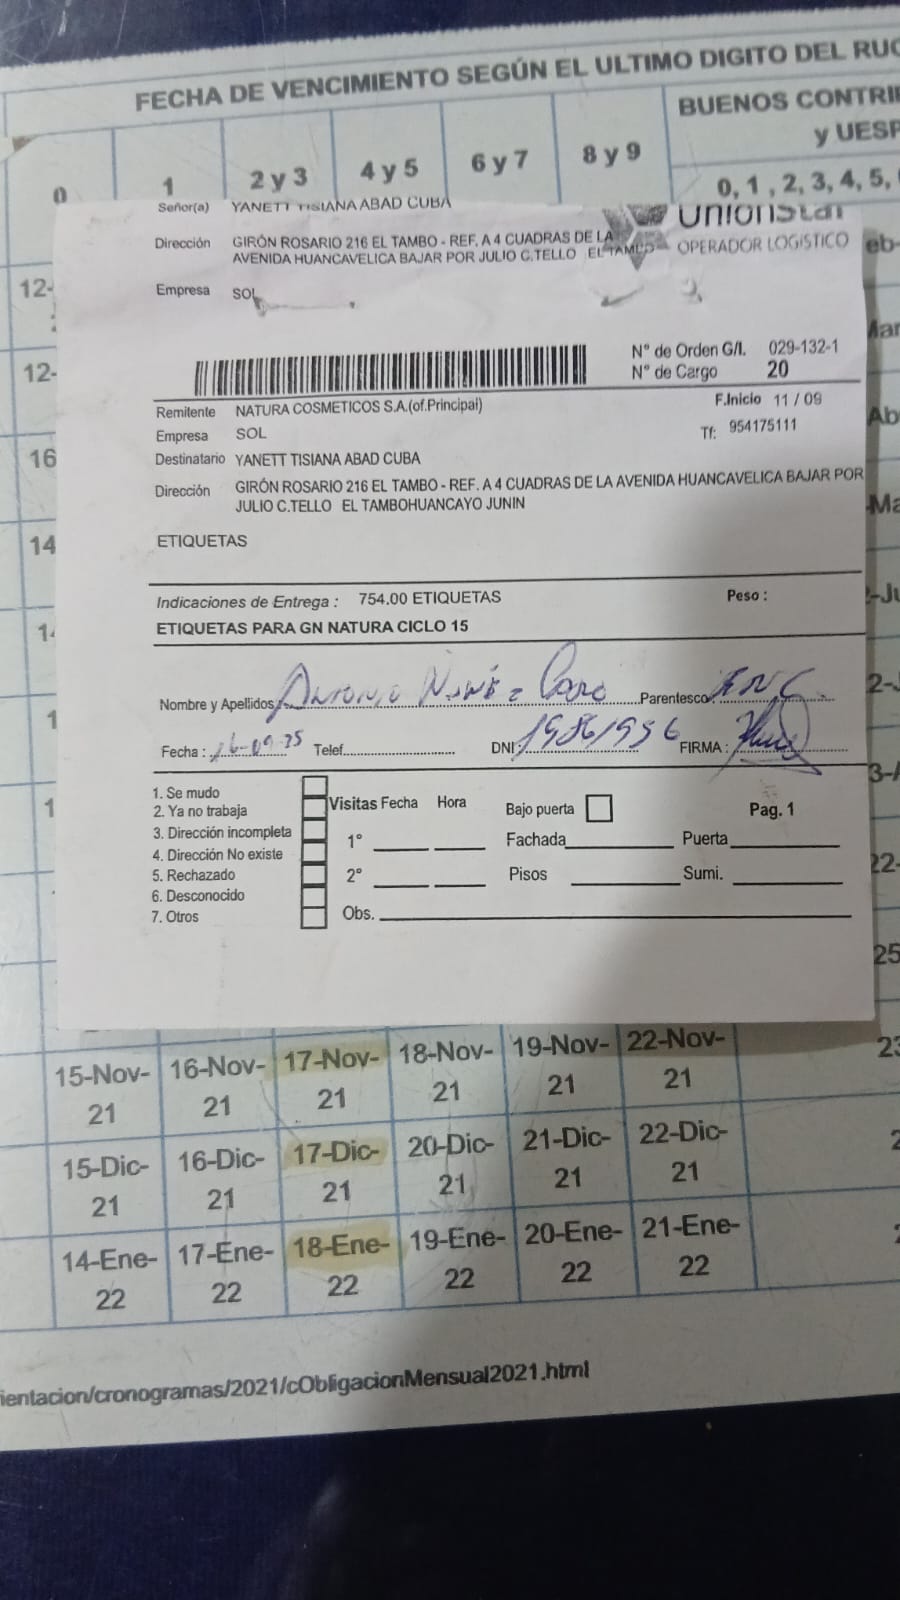 FECHA DE VENCIMIENTO SEGÚN EL ULTIMO DIGITO DEL RUC
BUENOS CONTRI
y UESP
0 1 2 y 3 4 y 5 6 y 7 8 y 9
0, 1 , 2, 3, 4, 5,
Señor(a) YANETT TISIANA ABAD CUBA
UnionStar
OPERADOR LOGISTICO
Dirección GIRÓN ROSARIO 216 EL TAMBO - REF. A 4 CUADRAS DE LA
AVENIDA HUANCAVELICA BAJAR POR JULIO C.TELLO EL TAMBO
Empresa SOL
N° de Orden G/I. 029-132-1
N° de Cargo 20
Remitente NATURA COSMETICOS S.A.(of.Principal)
F.Inicio 11 / 09
Empresa SOL
Tf: 954175111
Destinatario YANETT TISIANA ABAD CUBA
Dirección GIRÓN ROSARIO 216 EL TAMBO - REF. A 4 CUADRAS DE LA AVENIDA HUANCAVELICA BAJAR POR
JULIO C.TELLO EL TAMBOHUANCAYO JUNIN
ETIQUETAS
Indicaciones de Entrega : 754.00 ETIQUETAS Peso :
ETIQUETAS PARA GN NATURA CICLO 15
Nombre y Apellidos: Antonio Nuñez Caro Parentesco: ENC.
Fecha : 16-09-25 Telef. DNI: 19861956 FIRMA :
1. Se mudo
2. Ya no trabaja
3. Dirección incompleta
4. Dirección No existe
5. Rechazado
6. Desconocido
7. Otros
Visitas Fecha Hora
1°
2°
Obs.
Bajo puerta Pag. 1
Fachada Puerta
Pisos Sumi.
15-Nov-21 16-Nov-21 17-Nov-21 18-Nov-21 19-Nov-21 22-Nov-21
15-Dic-21 16-Dic-21 17-Dic-21 20-Dic-21 21-Dic-21 22-Dic-21
14-Ene-22 17-Ene-22 18-Ene-22 19-Ene-22 20-Ene-22 21-Ene-22
ientacion/cronogramas/2021/cObligacionMensual2021.html